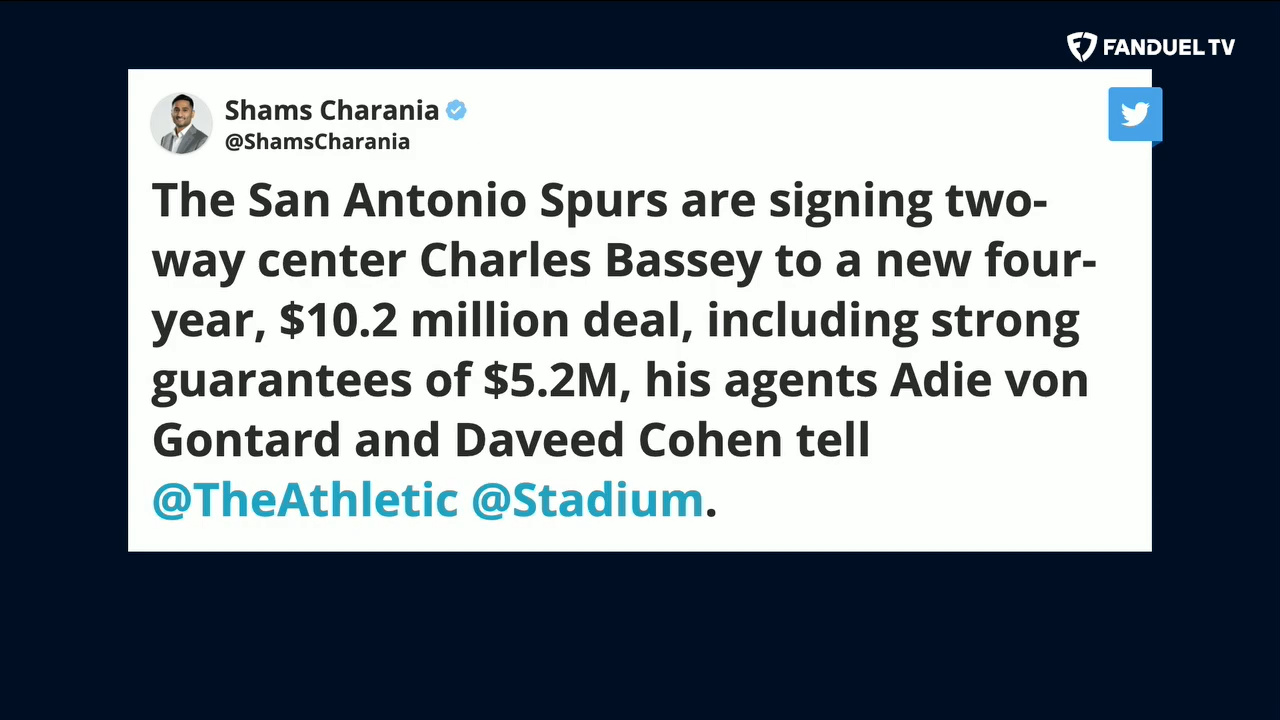 FANDUEL TV
Shams Charania
@ShamsCharania
The San Antonio Spurs are signing two-
way center Charles Bassey to a new four-
year, $10.2 million deal, including strong
guarantees of $5.2M, his agents Adie von
Gontard and Daveed Cohen tell
@TheAthletic @Stadium.